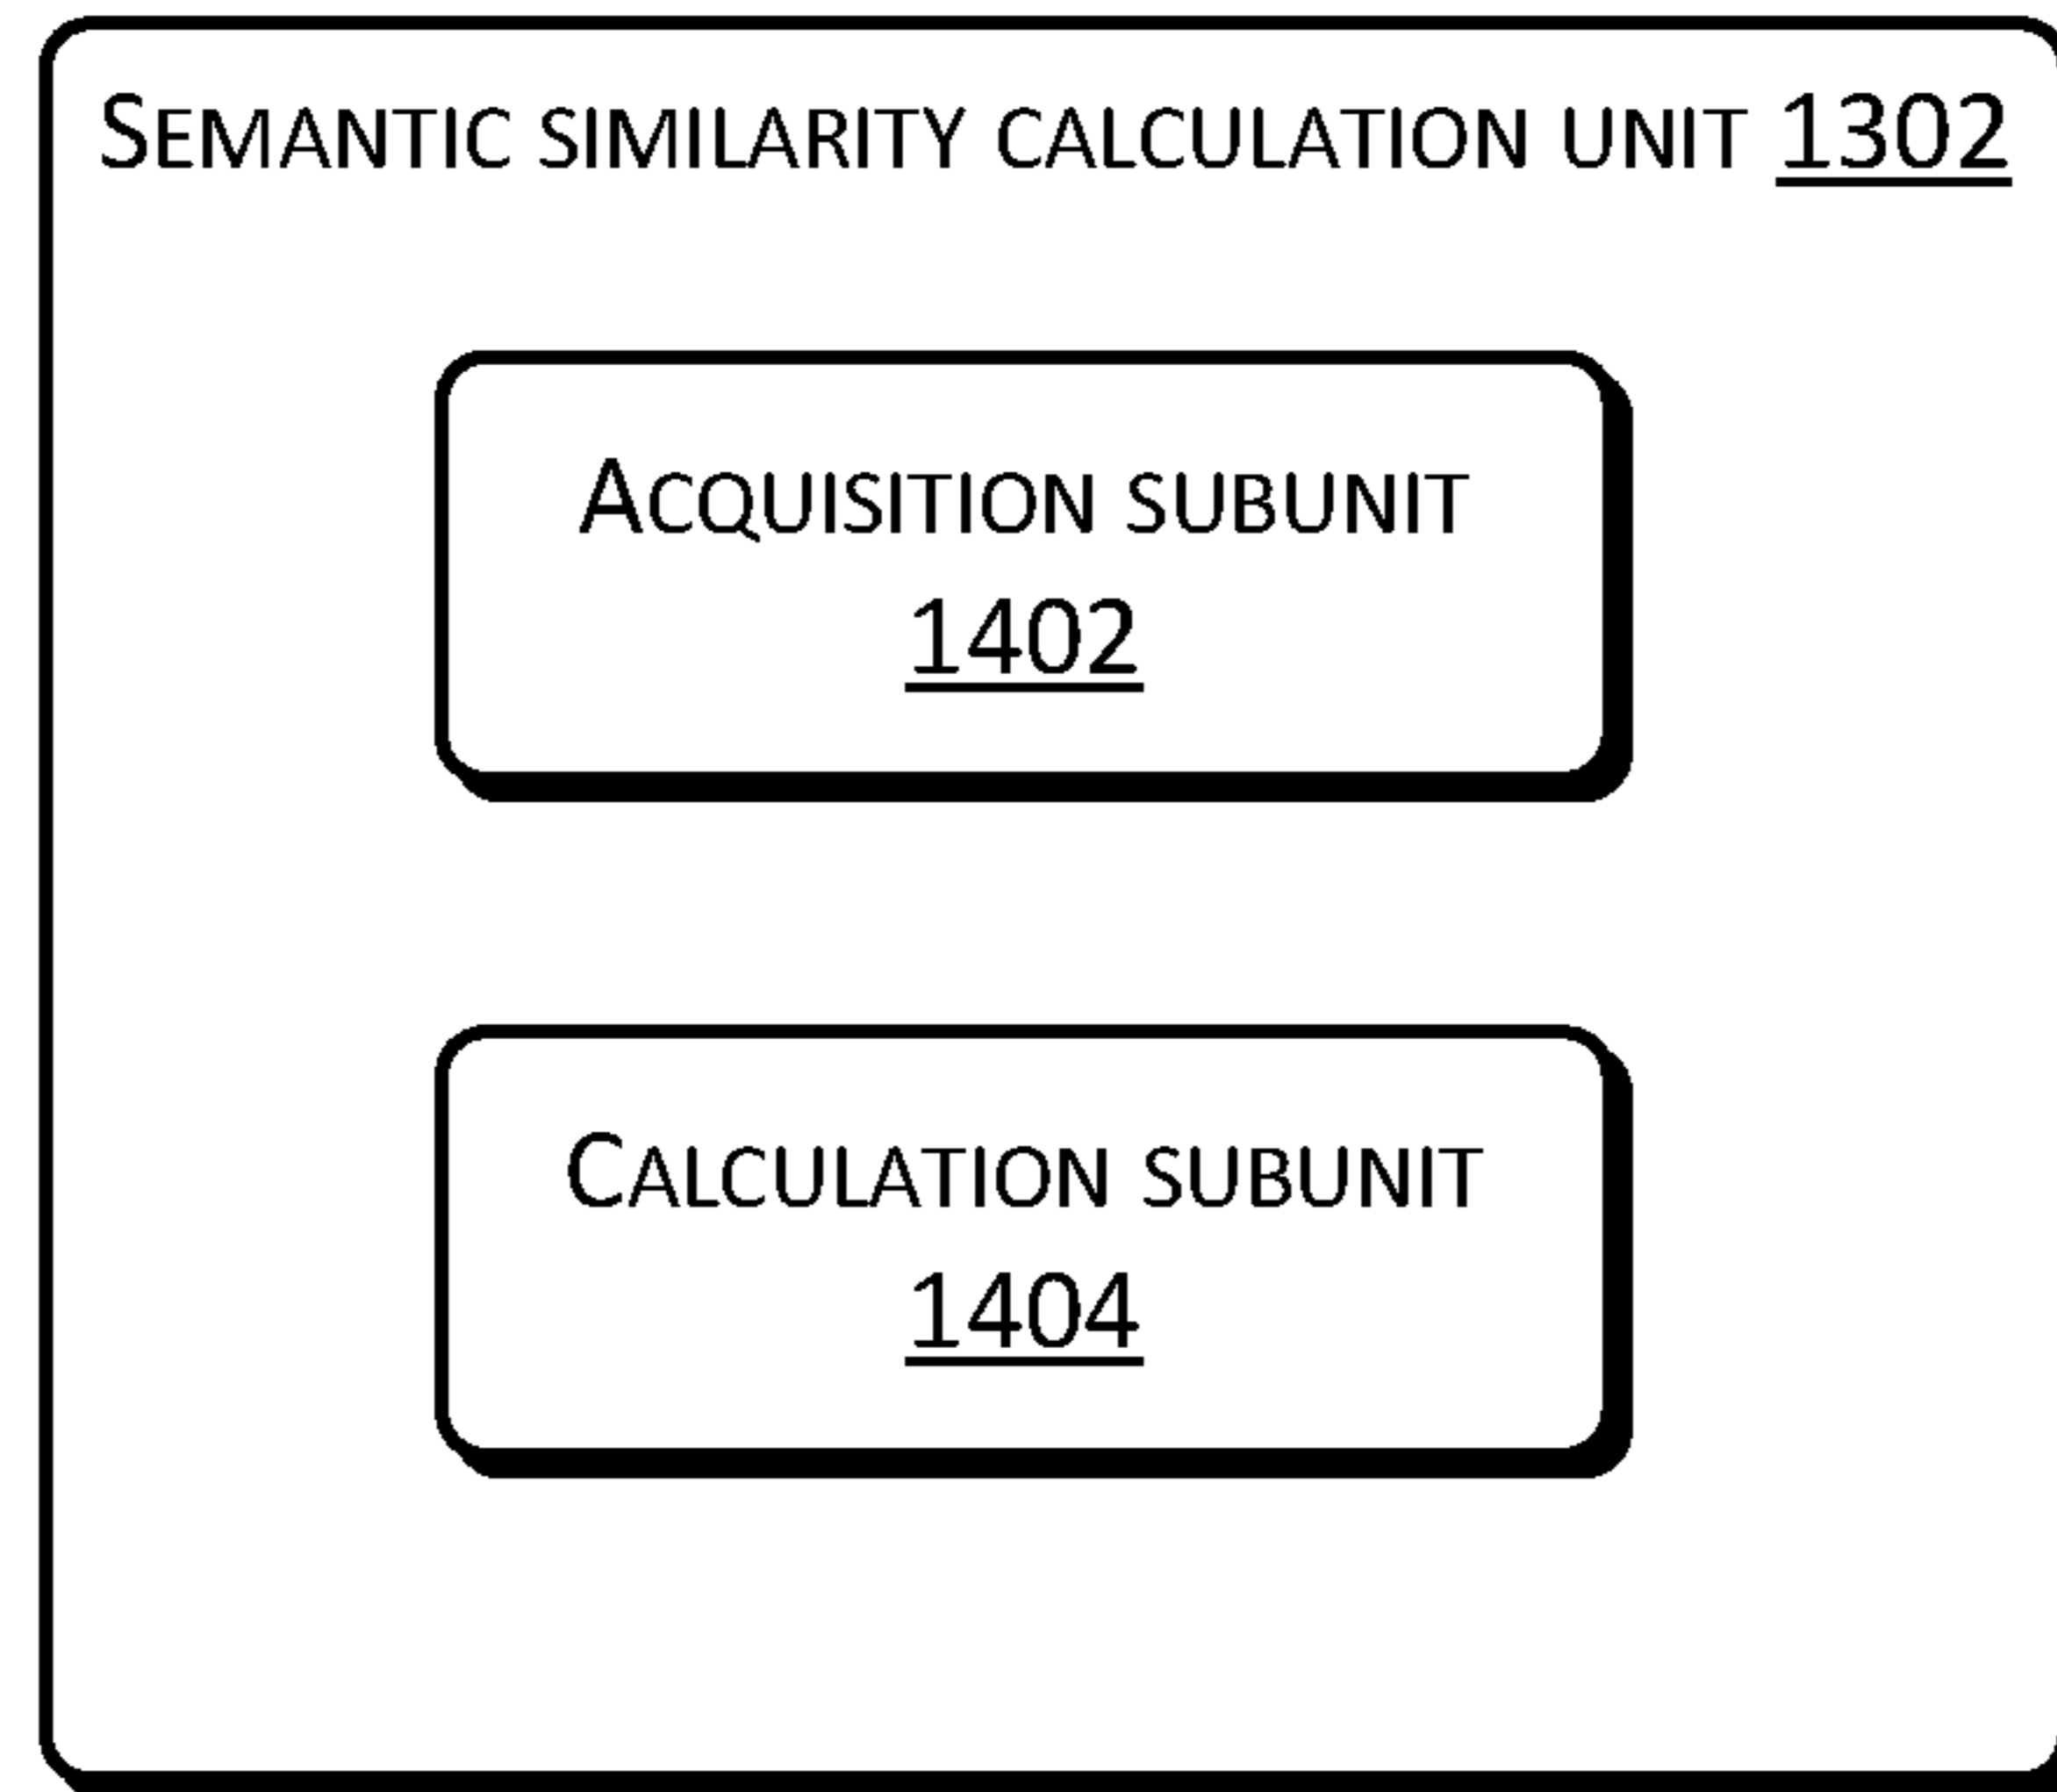 SEMANTIC SIMILARITY CALCULATION UNIT 1302
ACQUISITION SUBUNIT
1402
CALCULATION SUBUNIT
1404